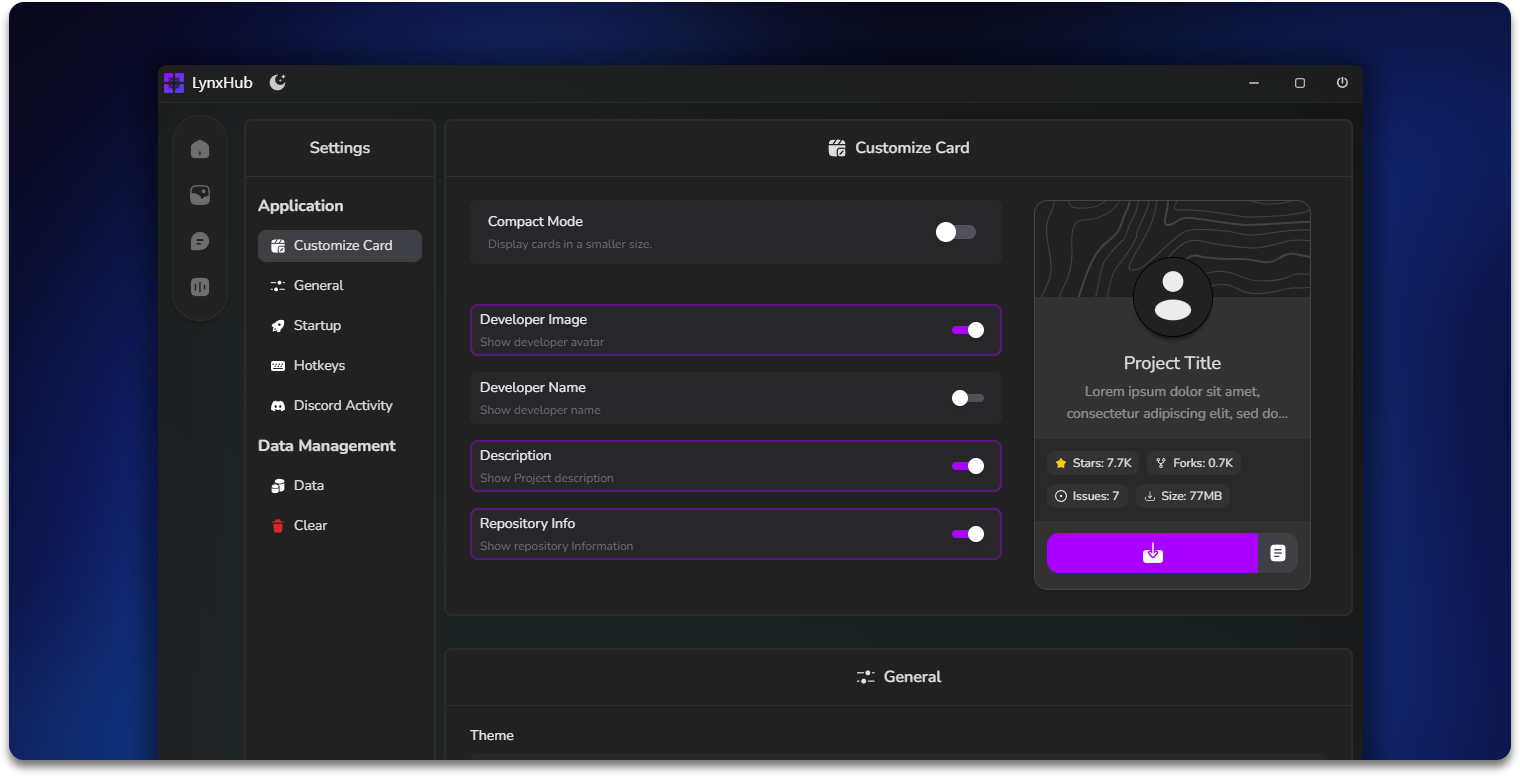 LynxHub
Settings
Application
Customize Card
General
Startup
Hotkeys
Discord Activity
Data Management
Data
Clear
Customize Card
Compact Mode
Display cards in a smaller size.
Developer Image
Show developer avatar
Developer Name
Show developer name
Description
Show Project description
Repository Info
Show repository Information
Project Title
Lorem ipsum dolor sit amet,
consectetur adipiscing elit, sed do...
Stars: 7.7K
Forks: 0.7K
Issues: 7
Size: 77MB
General
Theme